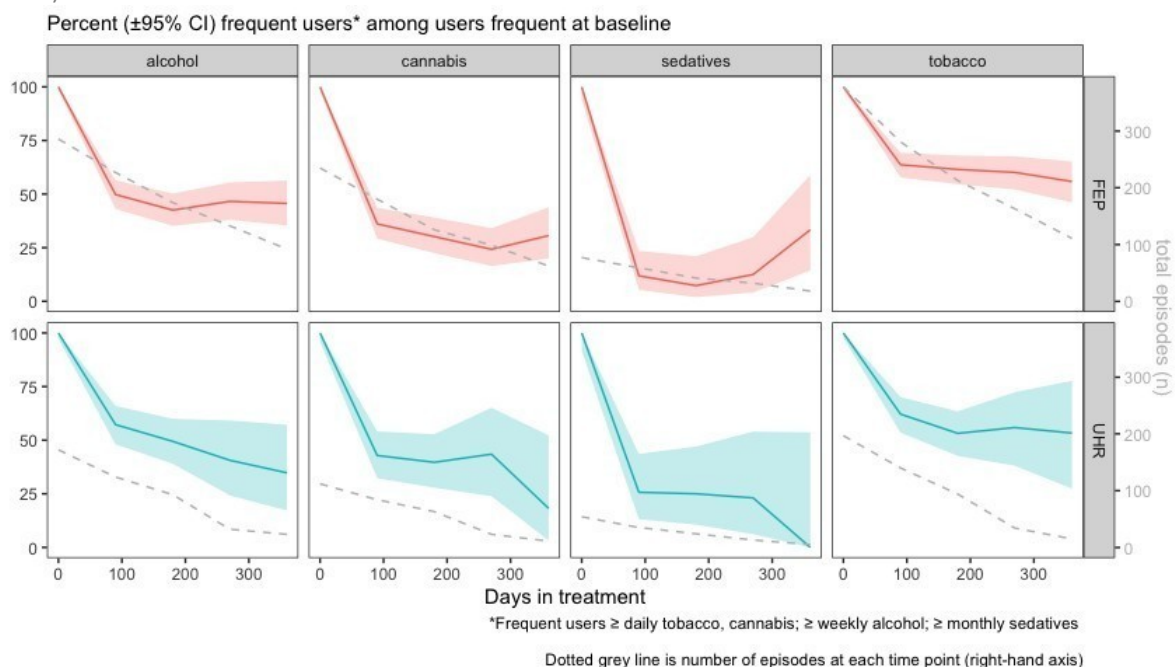 Percent (±95% CI) frequent users* among users frequent at baseline
alcohol cannabis sedatives tobacco
100
75
50
25
0
300
200
100
0
FEP
100
75
50
25
0
300
200
100
0
UHR
total episodes (n)
0 100 200 300 0 100 200 300 0 100 200 300 0 100 200 300
Days in treatment
*Frequent users ≥ daily tobacco, cannabis; ≥ weekly alcohol; ≥ monthly sedatives
Dotted grey line is number of episodes at each time point (right-hand axis)